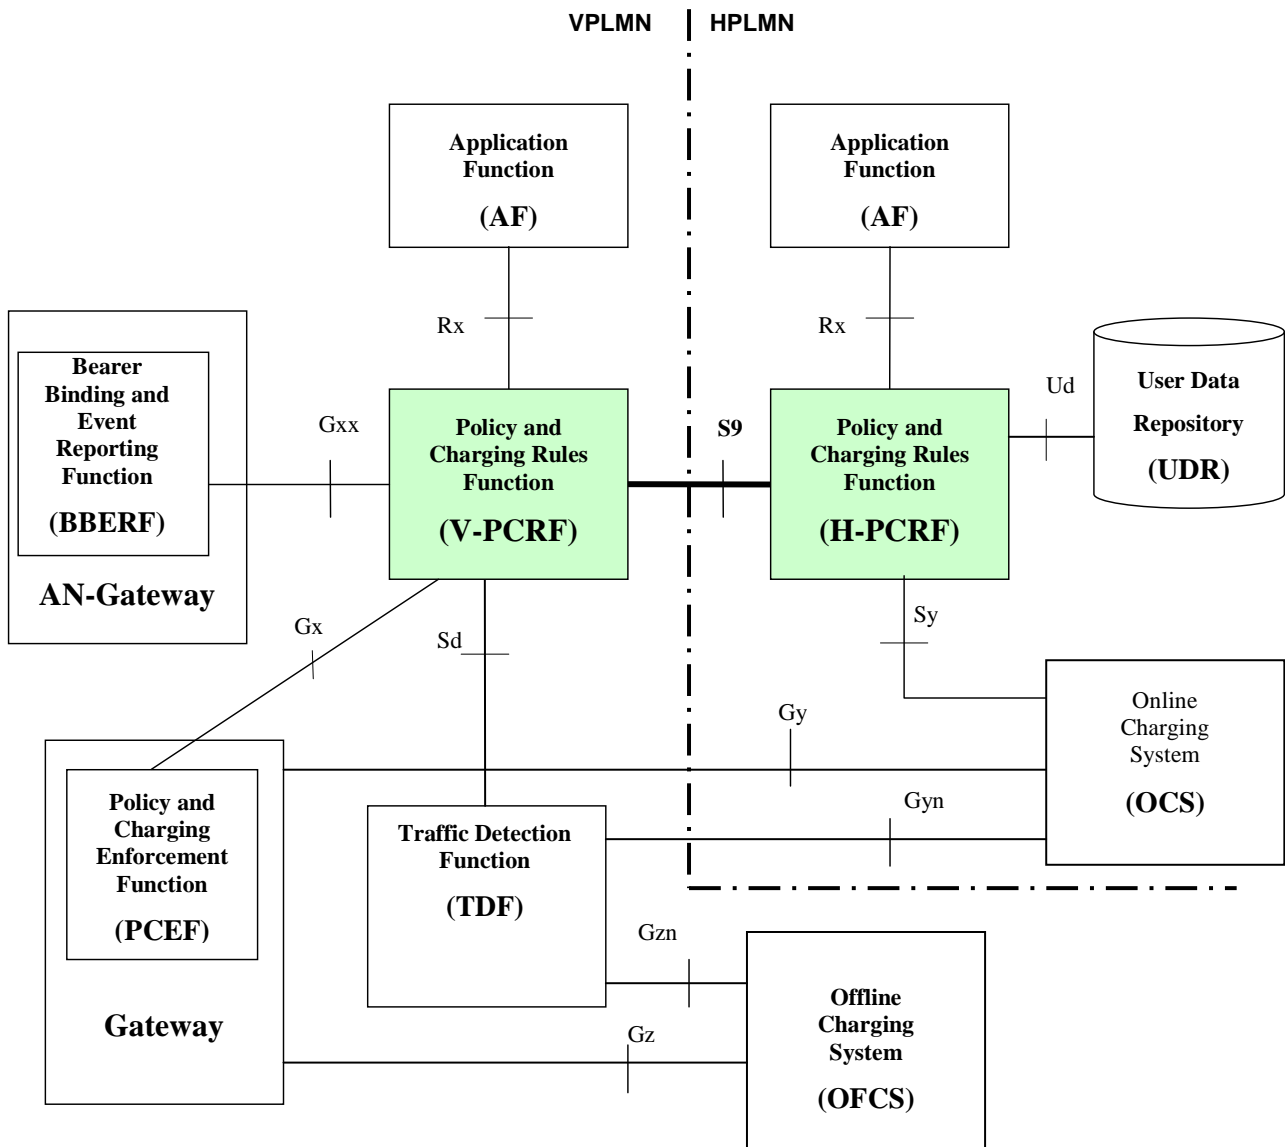 VPLMN
HPLMN
Application
Function
(AF)
Application
Function
(AF)
Rx
Rx
Bearer
Binding and
Event
Reporting
Function
(BBERF)
AN-Gateway
Gxx
Policy and
Charging Rules
Function
(V-PCRF)
S9
Policy and
Charging Rules
Function
(H-PCRF)
Ud
User Data
Repository
(UDR)
Gx
Sd
Sy
Gy
Gyn
Online
Charging
System
(OCS)
Policy and
Charging
Enforcement
Function
(PCEF)
Gateway
Traffic Detection
Function
(TDF)
Gzn
Gz
Offline
Charging
System
(OFCS)